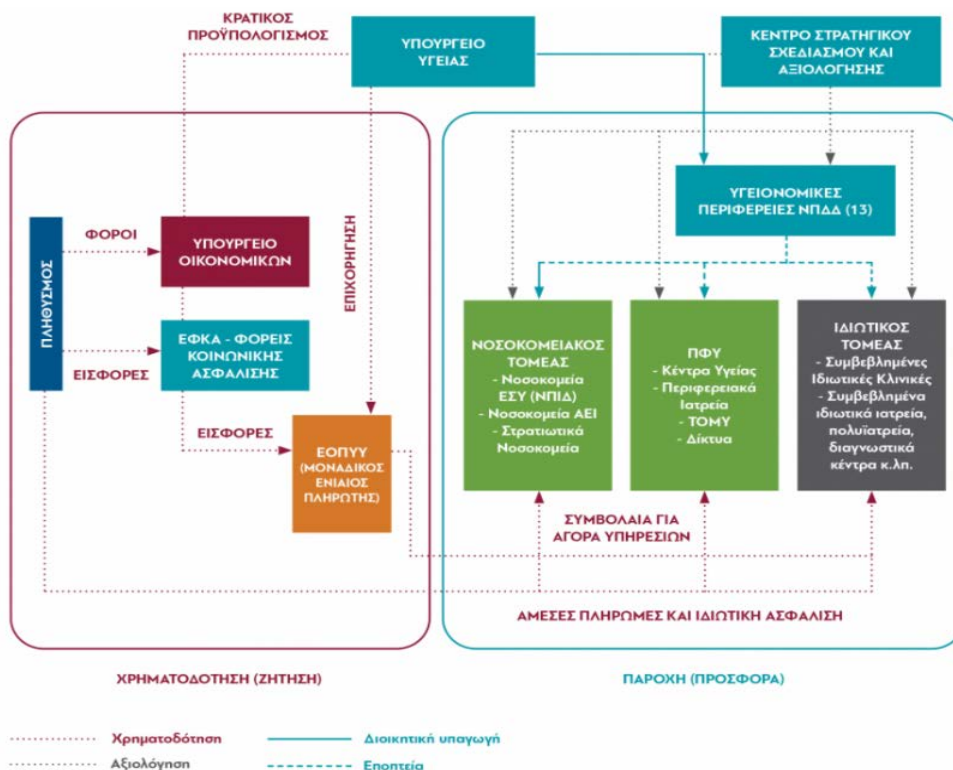 ΚΡΑΤΙΚΟΣ
ΠΡΟΫΠΟΛΟΓΙΣΜΟΣ
ΥΠΟΥΡΓΕΙΟ
ΥΓΕΙΑΣ
ΚΕΝΤΡΟ ΣΤΡΑΤΗΓΙΚΟΥ
ΣΧΕΔΙΑΣΜΟΥ ΚΑΙ
ΑΞΙΟΛΟΓΗΣΗΣ
ΠΛΗΘΥΣΜΟΣ
ΦΟΡΟΙ
ΥΠΟΥΡΓΕΙΟ
ΟΙΚΟΝΟΜΙΚΩΝ
ΕΠΙΧΟΡΗΓΗΣΗ
ΕΙΣΦΟΡΕΣ
ΕΦΚΑ - ΦΟΡΕΙΣ
ΚΟΙΝΩΝΙΚΗΣ
ΑΣΦΑΛΙΣΗΣ
ΕΙΣΦΟΡΕΣ
ΕΟΠΥΥ
(ΜΟΝΑΔΙΚΟΣ
ΕΝΙΑΙΟΣ
ΠΛΗΡΩΤΗΣ)
ΥΓΕΙΟΝΟΜΙΚΕΣ
ΠΕΡΙΦΕΡΕΙΕΣ ΝΠΔΔ (13)
ΝΟΣΟΚΟΜΕΙΑΚΟΣ
ΤΟΜΕΑΣ
- Νοσοκομεία
ΕΣΥ (ΝΠΙΔ)
- Νοσοκομεία ΑΕΙ
- Στρατιωτικά
Νοσοκομεία
ΠΦΥ
- Κέντρα Υγείας
- Περιφερειακά
Ιατρεία
- ΤΟΜΥ
- Δίκτυα
ΙΔΙΩΤΙΚΟΣ
ΤΟΜΕΑΣ
- Συμβεβλημένες
Ιδιωτικές Κλινικές
- Συμβεβλημένα
ιδιωτικά ιατρεία,
πολυϊατρεία,
διαγνωστικά
κέντρα κ.λπ.
ΣΥΜΒΟΛΑΙΑ ΓΙΑ
ΑΓΟΡΑ ΥΠΗΡΕΣΙΩΝ
ΑΜΕΣΕΣ ΠΛΗΡΩΜΕΣ ΚΑΙ ΙΔΙΩΤΙΚΗ ΑΣΦΑΛΙΣΗ
ΧΡΗΜΑΤΟΔΟΤΗΣΗ (ΖΗΤΗΣΗ)
ΠΑΡΟΧΗ (ΠΡΟΣΦΟΡΑ)
Χρηματοδότηση
Διοικητική υπαγωγή
Αξιολόγηση
Εποπτεία